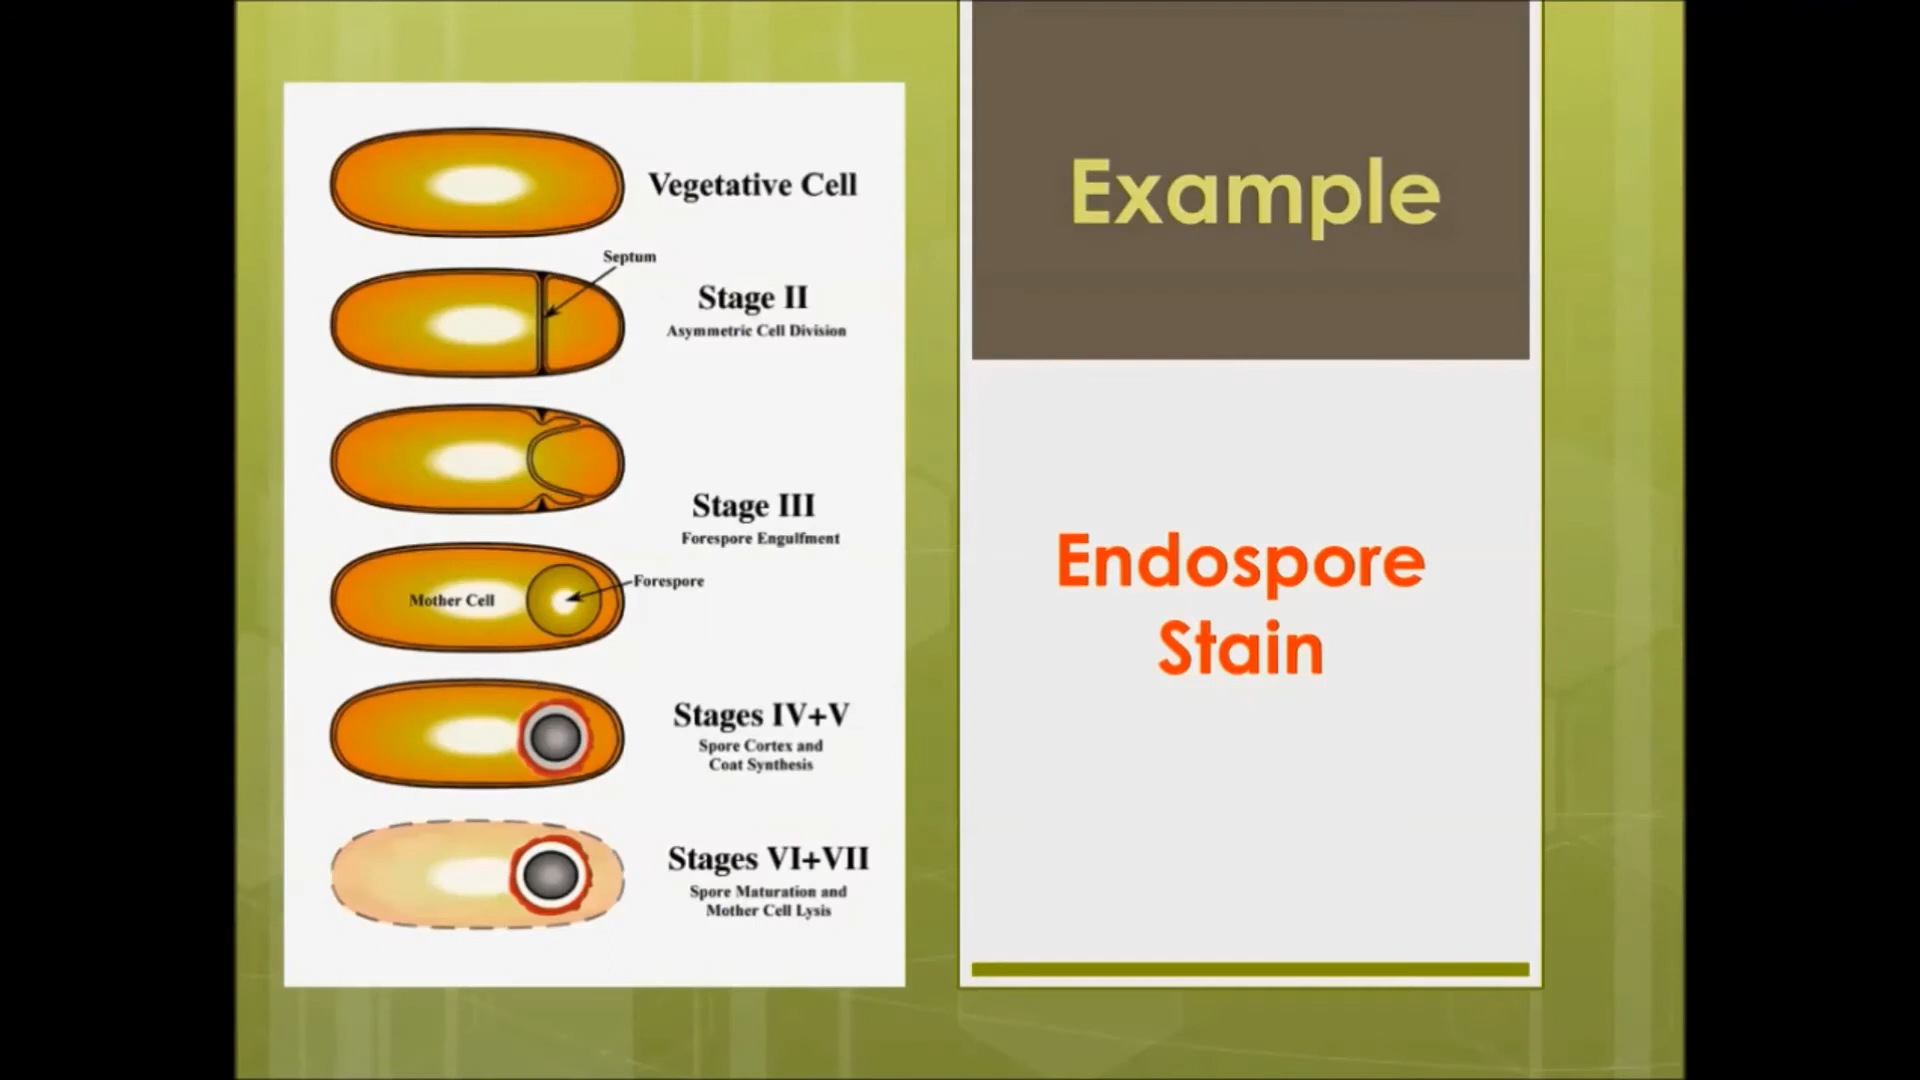 Vegetative Cell
Septum
Stage II
Asymmetric Cell Division
Stage III
Forespore Engulfment
Forespore
Mother Cell
Stages IV+V
Spore Cortex and
Coat Synthesis
Stages VI+VII
Spore Maturation and
Mother Cell Lysis
Example
Endospore
Stain